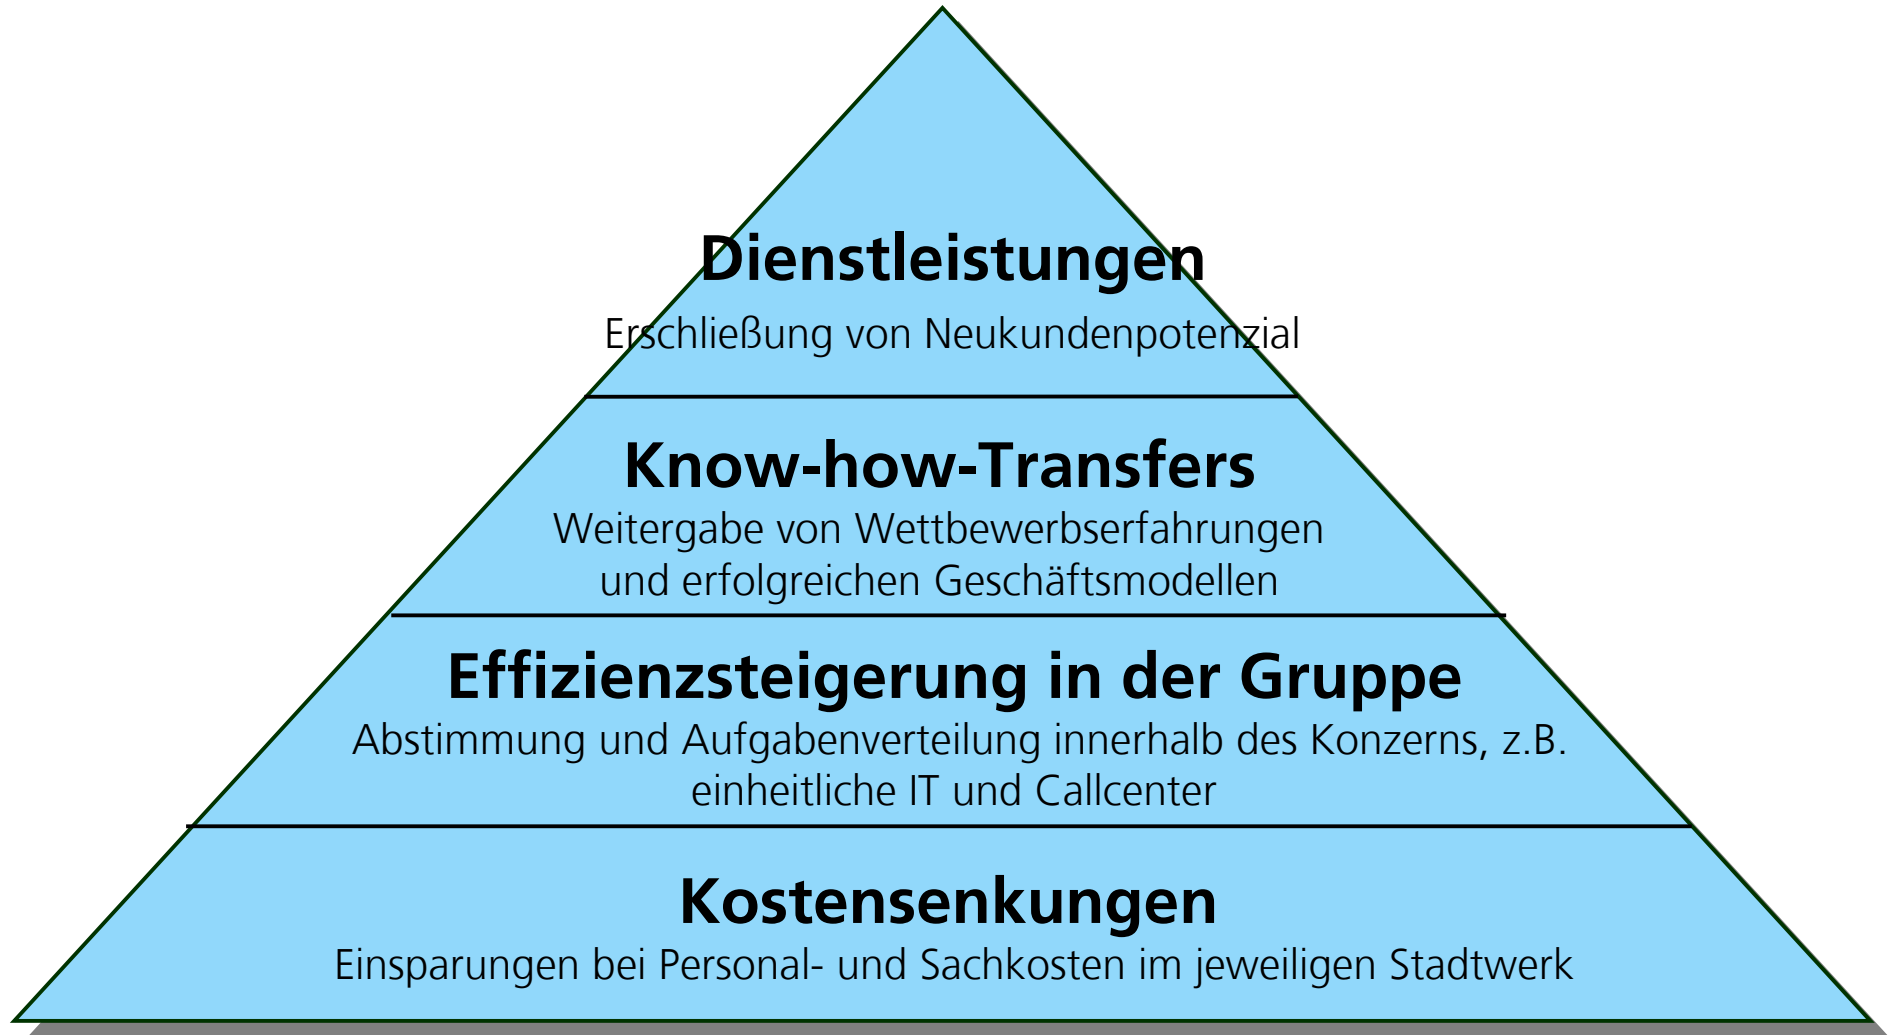 Dienstleistungen
Erschließung von Neukundenpotenzial
Know-how-Transfers
Weitergabe von Wettbewerbserfahrungen
und erfolgreichen Geschäftsmodellen
Effizienzsteigerung in der Gruppe
Abstimmung und Aufgabenverteilung innerhalb des Konzerns, z.B.
einheitliche IT und Callcenter
Kostensenkungen
Einsparungen bei Personal- und Sachkosten im jeweiligen Stadtwerk